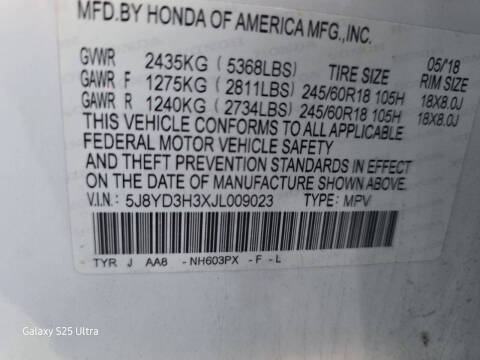 MFD.BY HONDA OF AMERICA MFG.,INC.
GVWR 2435KG (5368LBS) TIRE SIZE 05/18 RIM SIZE
GAWR F 1275KG (2811LBS) 245/60R18 105H 18X8.0J
GAWR R 1240KG (2734LBS) 245/60R18 105H 18X8.0J
THIS VEHICLE CONFORMS TO ALL APPLICABLE
FEDERAL MOTOR VEHICLE SAFETY
AND THEFT PREVENTION STANDARDS IN EFFECT
ON THE DATE OF MANUFACTURE SHOWN ABOVE.
V.I.N.: 5J8YD3H3XJL009023 TYPE: MPV
TYR J AA8 -NH603PX -F-L
Galaxy S25 Ultra